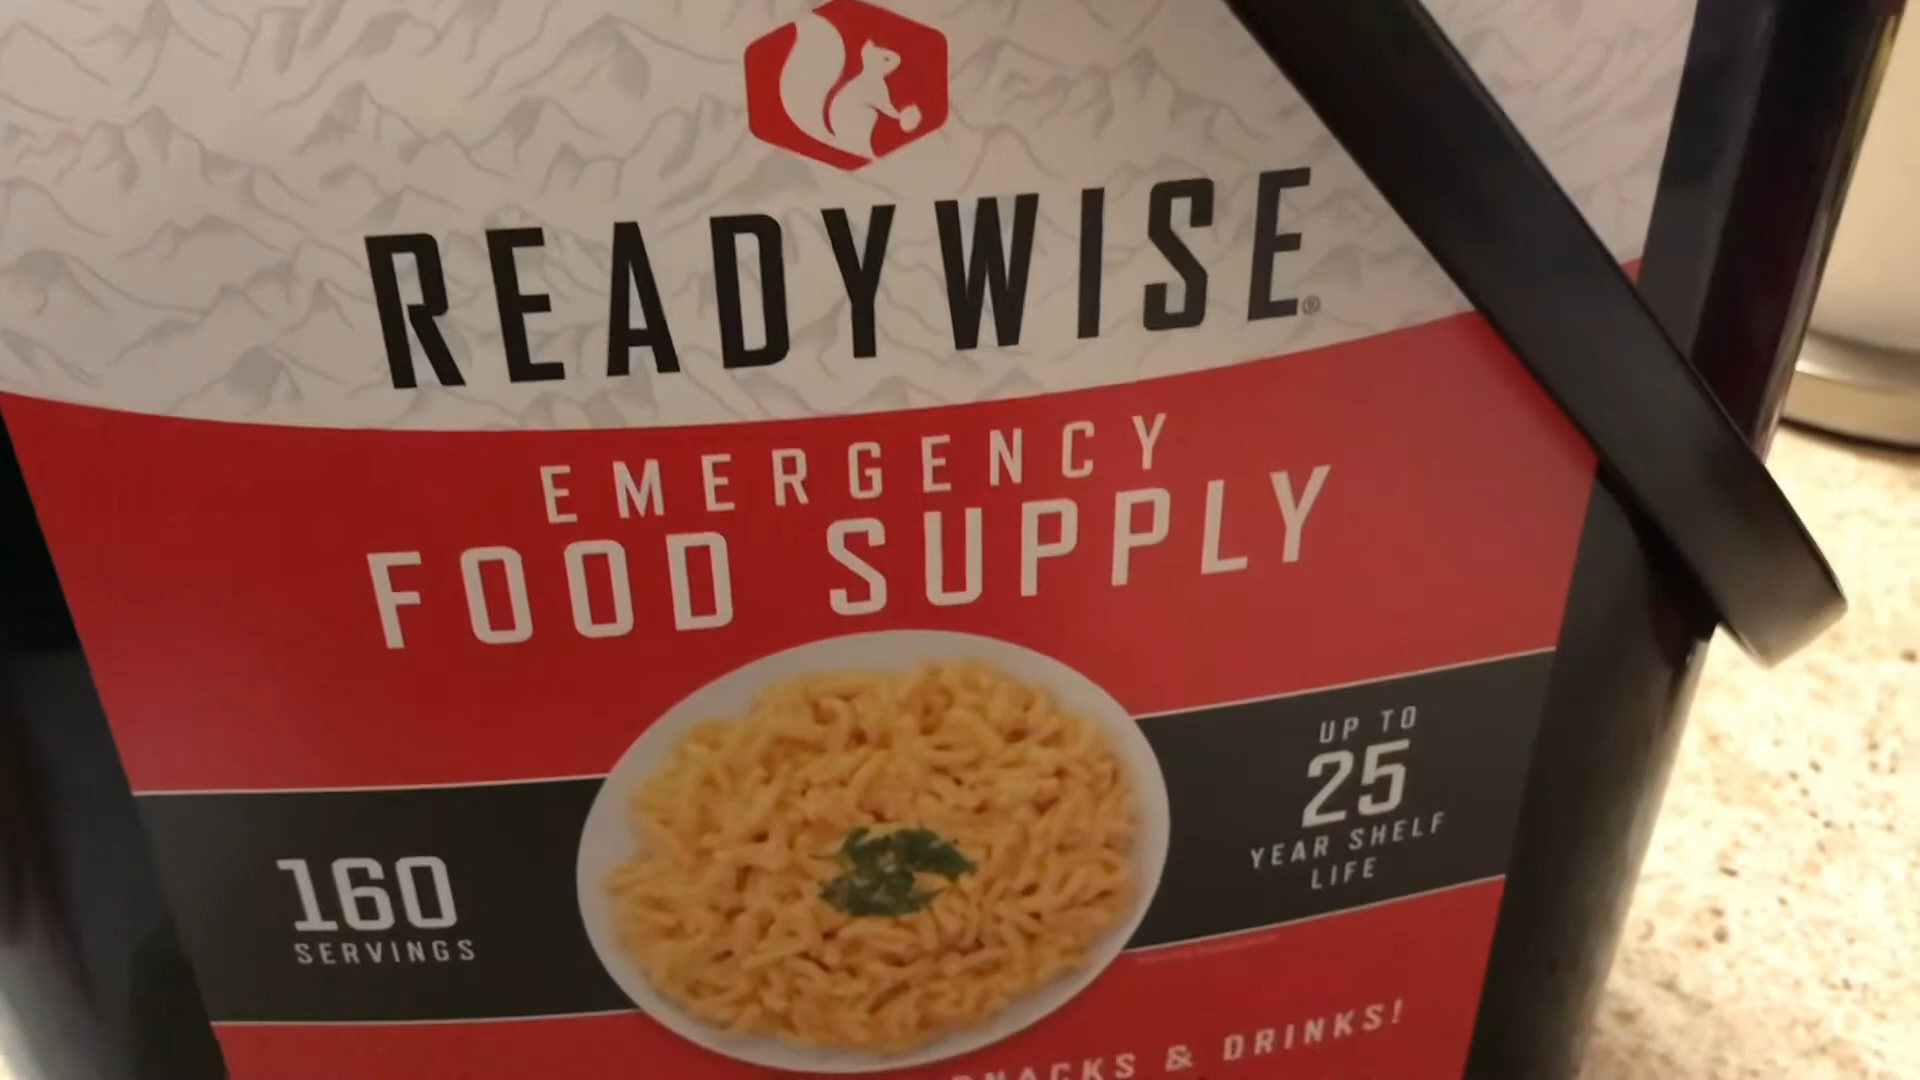 READYWISE®
EMERGENCY
FOOD SUPPLY
UP TO
25
YEAR SHELF
LIFE
160
SERVINGS
& DRINKS!